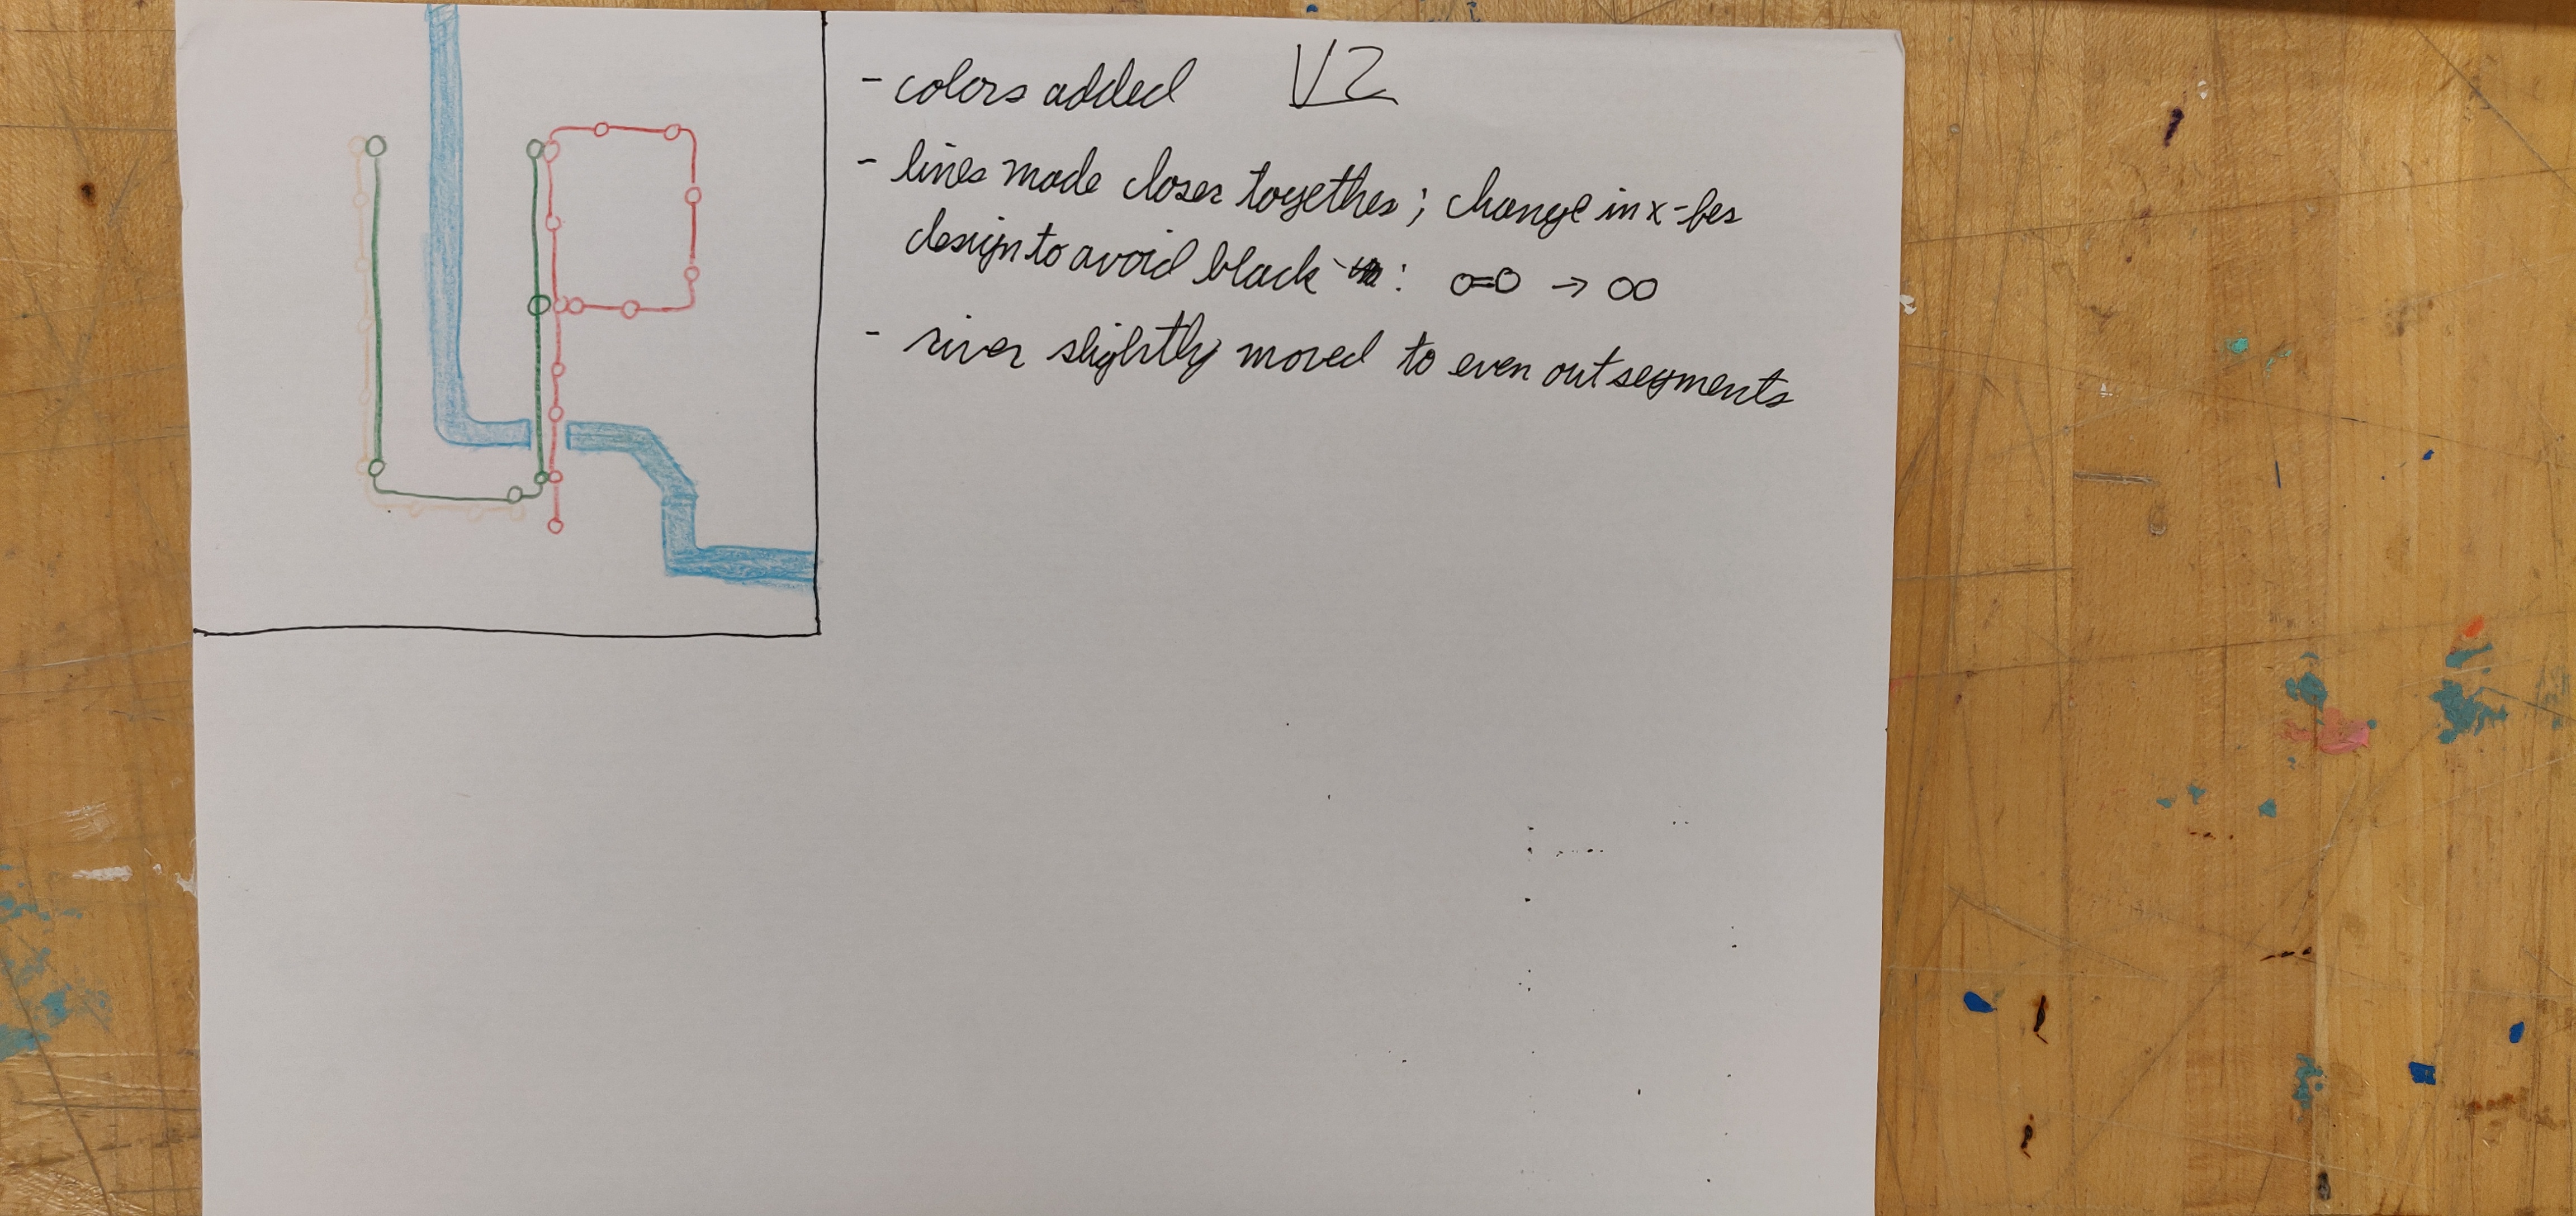 V2
- colors added
- lines made closer together; change in x-fer
design to avoid black : o=o → oo
- river slightly moved to even out segments